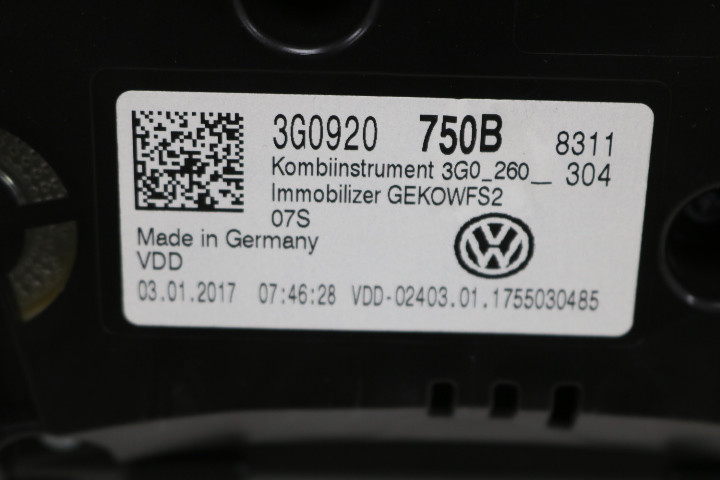 3G0920 750B 8311
Kombiinstrument 3G0_260__ 304
Immobilizer GEKOWFS2
07S
Made in Germany
VDD
03.01.2017 07:46:28 VDD-02403.01.1755030485